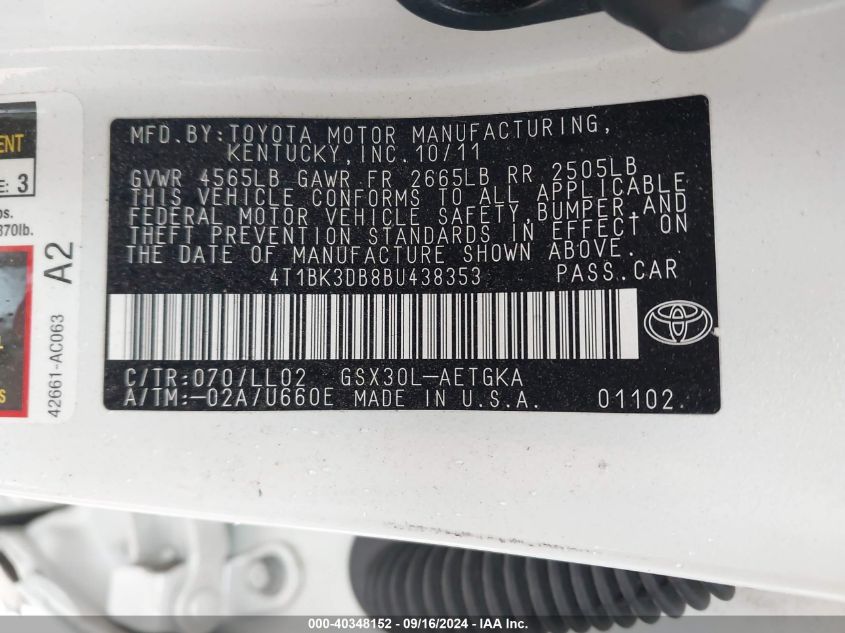 ENT
E: 3
os.
870lb.
A2
42661-AC063
S
MFD.BY:TOYOTA MOTOR MANUFACTURING,
KENTUCKY,INC.10/11
GVWR 4565LB GAWR FR 2665LB RR 2505LB
THIS VEHICLE CONFORMS TO ALL APPLICABLE
FEDERAL MOTOR VEHICLE SAFETY,BUMPER,AND
THEFT PREVENTION STANDARDS IN EFFECT ON
THE DATE OF MANUFACTURE SHOWN ABOVE.
4T1BK3DB8BU438353 PASS.CAR
C/TR:070/LL02 GSX30L-AETGKA
A/TM:-02A/U660E MADE IN U.S.A. 01102
000-40348152 - 09/16/2024 - IAA Inc.